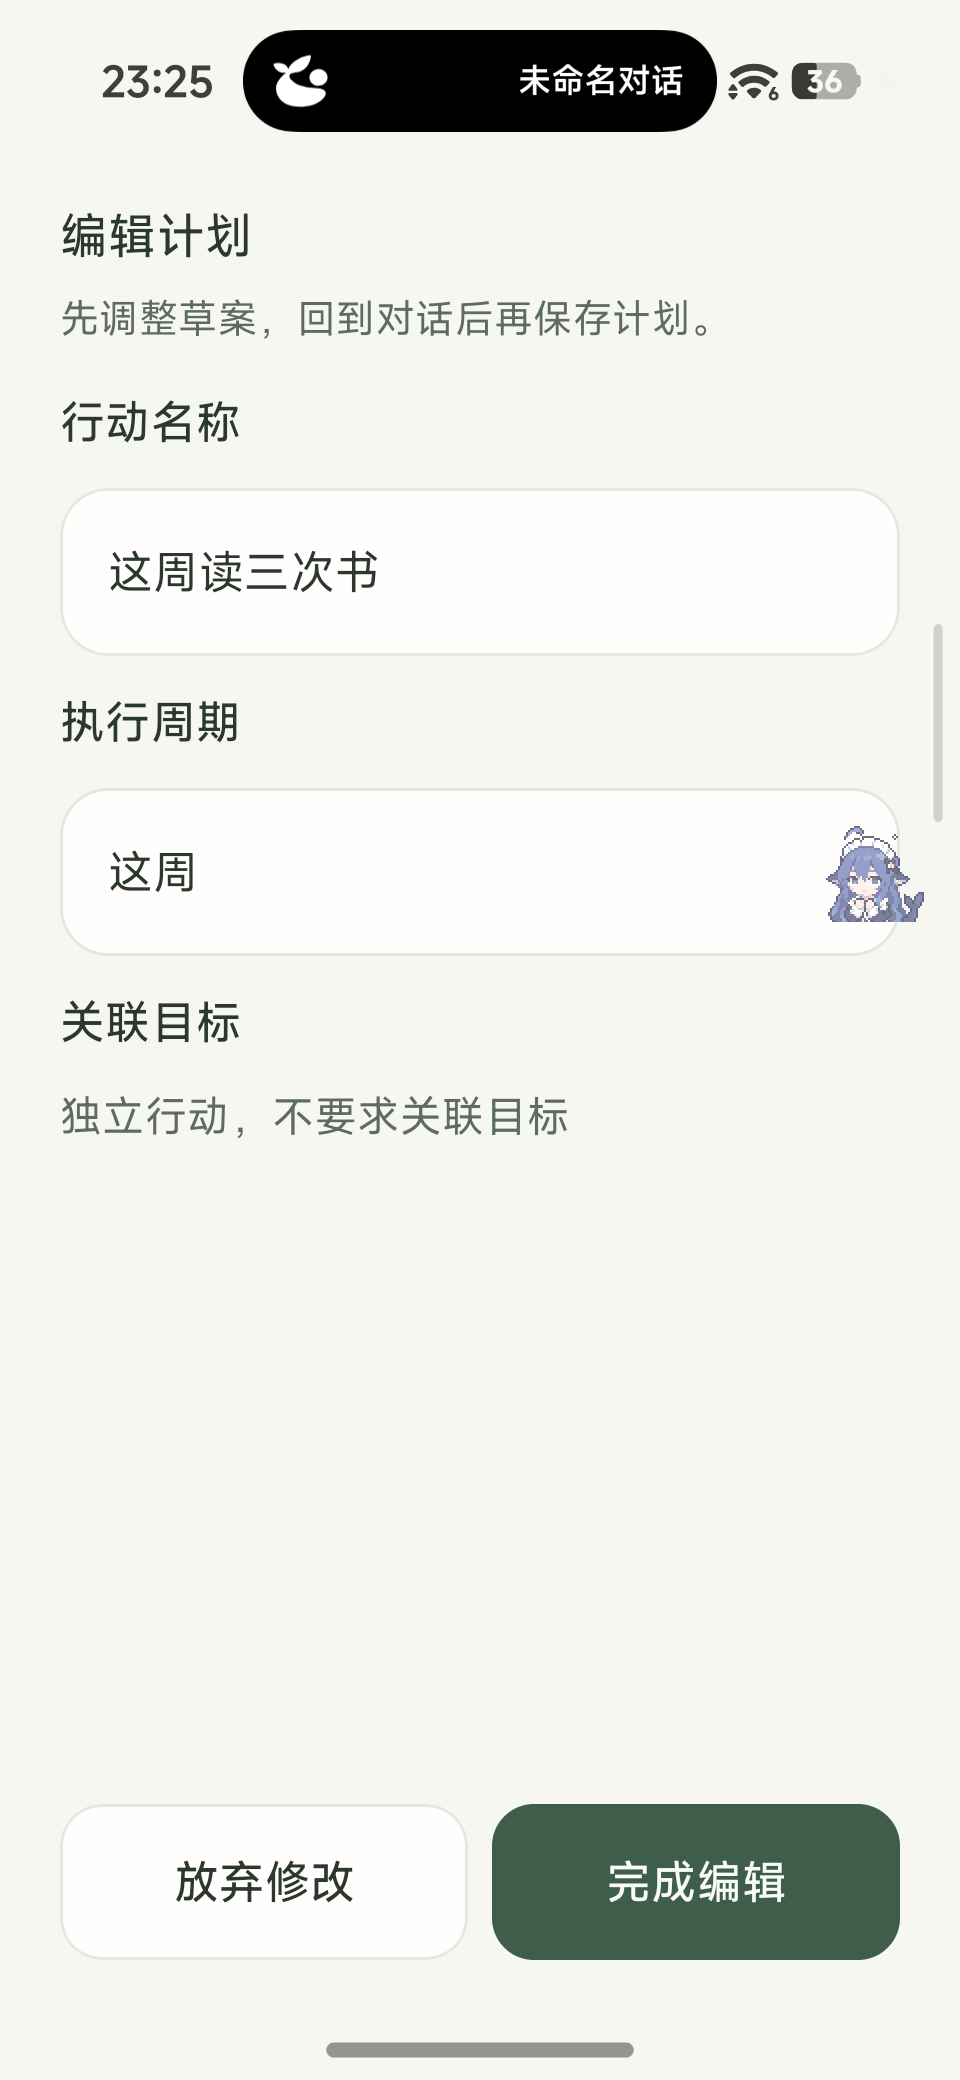 23:25
未命名对话
6
36
编辑计划
先调整草案，回到对话后再保存计划。
行动名称
这周读三次书
执行周期
这周
关联目标
独立行动，不要求关联目标
放弃修改
完成编辑